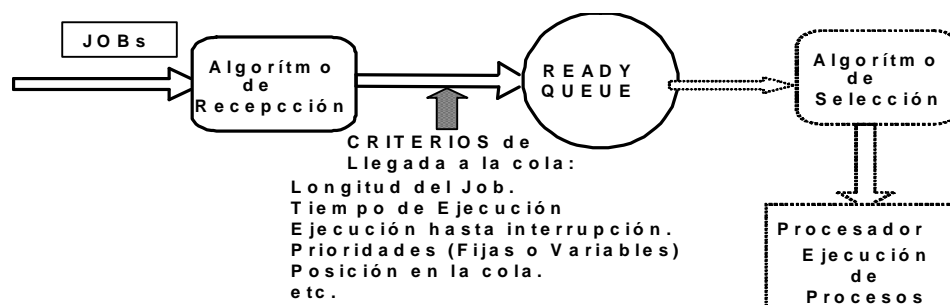 JOBs
Algorítmo
de
Recepcción
READY
QUEUE
Algorítmo
de
Selección
CRITERIOS de
Llegada a la cola:
Longitud del Job.
Tiempo de Ejecución
Ejecución hasta interrupción.
Prioridades (Fijas o Variables)
Posición en la cola.
etc.
Procesador
Ejecución
de
Procesos